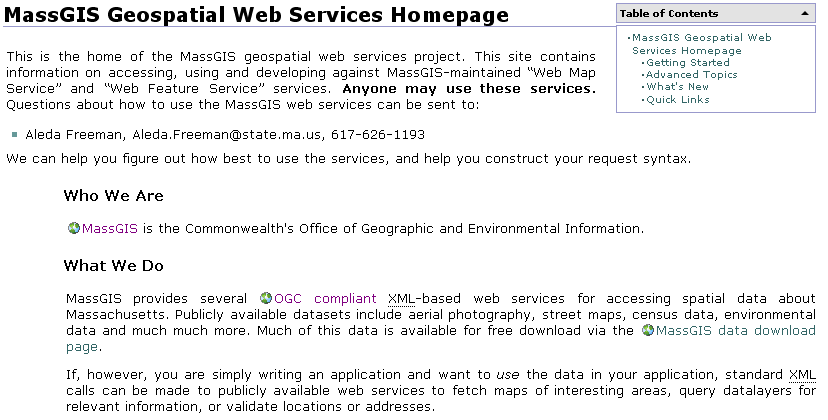 MassGIS Geospatial Web Services Homepage
Table of Contents
MassGIS Geospatial Web
Services Homepage
Getting Started
Advanced Topics
What's New
Quick Links
This is the home of the MassGIS geospatial web services project. This site contains
information on accessing, using and developing against MassGIS-maintained “Web Map
Service” and “Web Feature Service” services. Anyone may use these services.
Questions about how to use the MassGIS web services can be sent to:
Aleda Freeman, Aleda.Freeman@state.ma.us, 617-626-1193
We can help you figure out how best to use the services, and help you construct your request syntax.
Who We Are
MassGIS is the Commonwealth's Office of Geographic and Environmental Information.
What We Do
MassGIS provides several OGC compliant XML-based web services for accessing spatial data about
Massachusetts. Publicly available datasets include aerial photography, street maps, census data, environmental
data and much much more. Much of this data is available for free download via the MassGIS data download
page.
If, however, you are simply writing an application and want to use the data in your application, standard XML
calls can be made to publicly available web services to fetch maps of interesting areas, query datalayers for
relevant information, or validate locations or addresses.